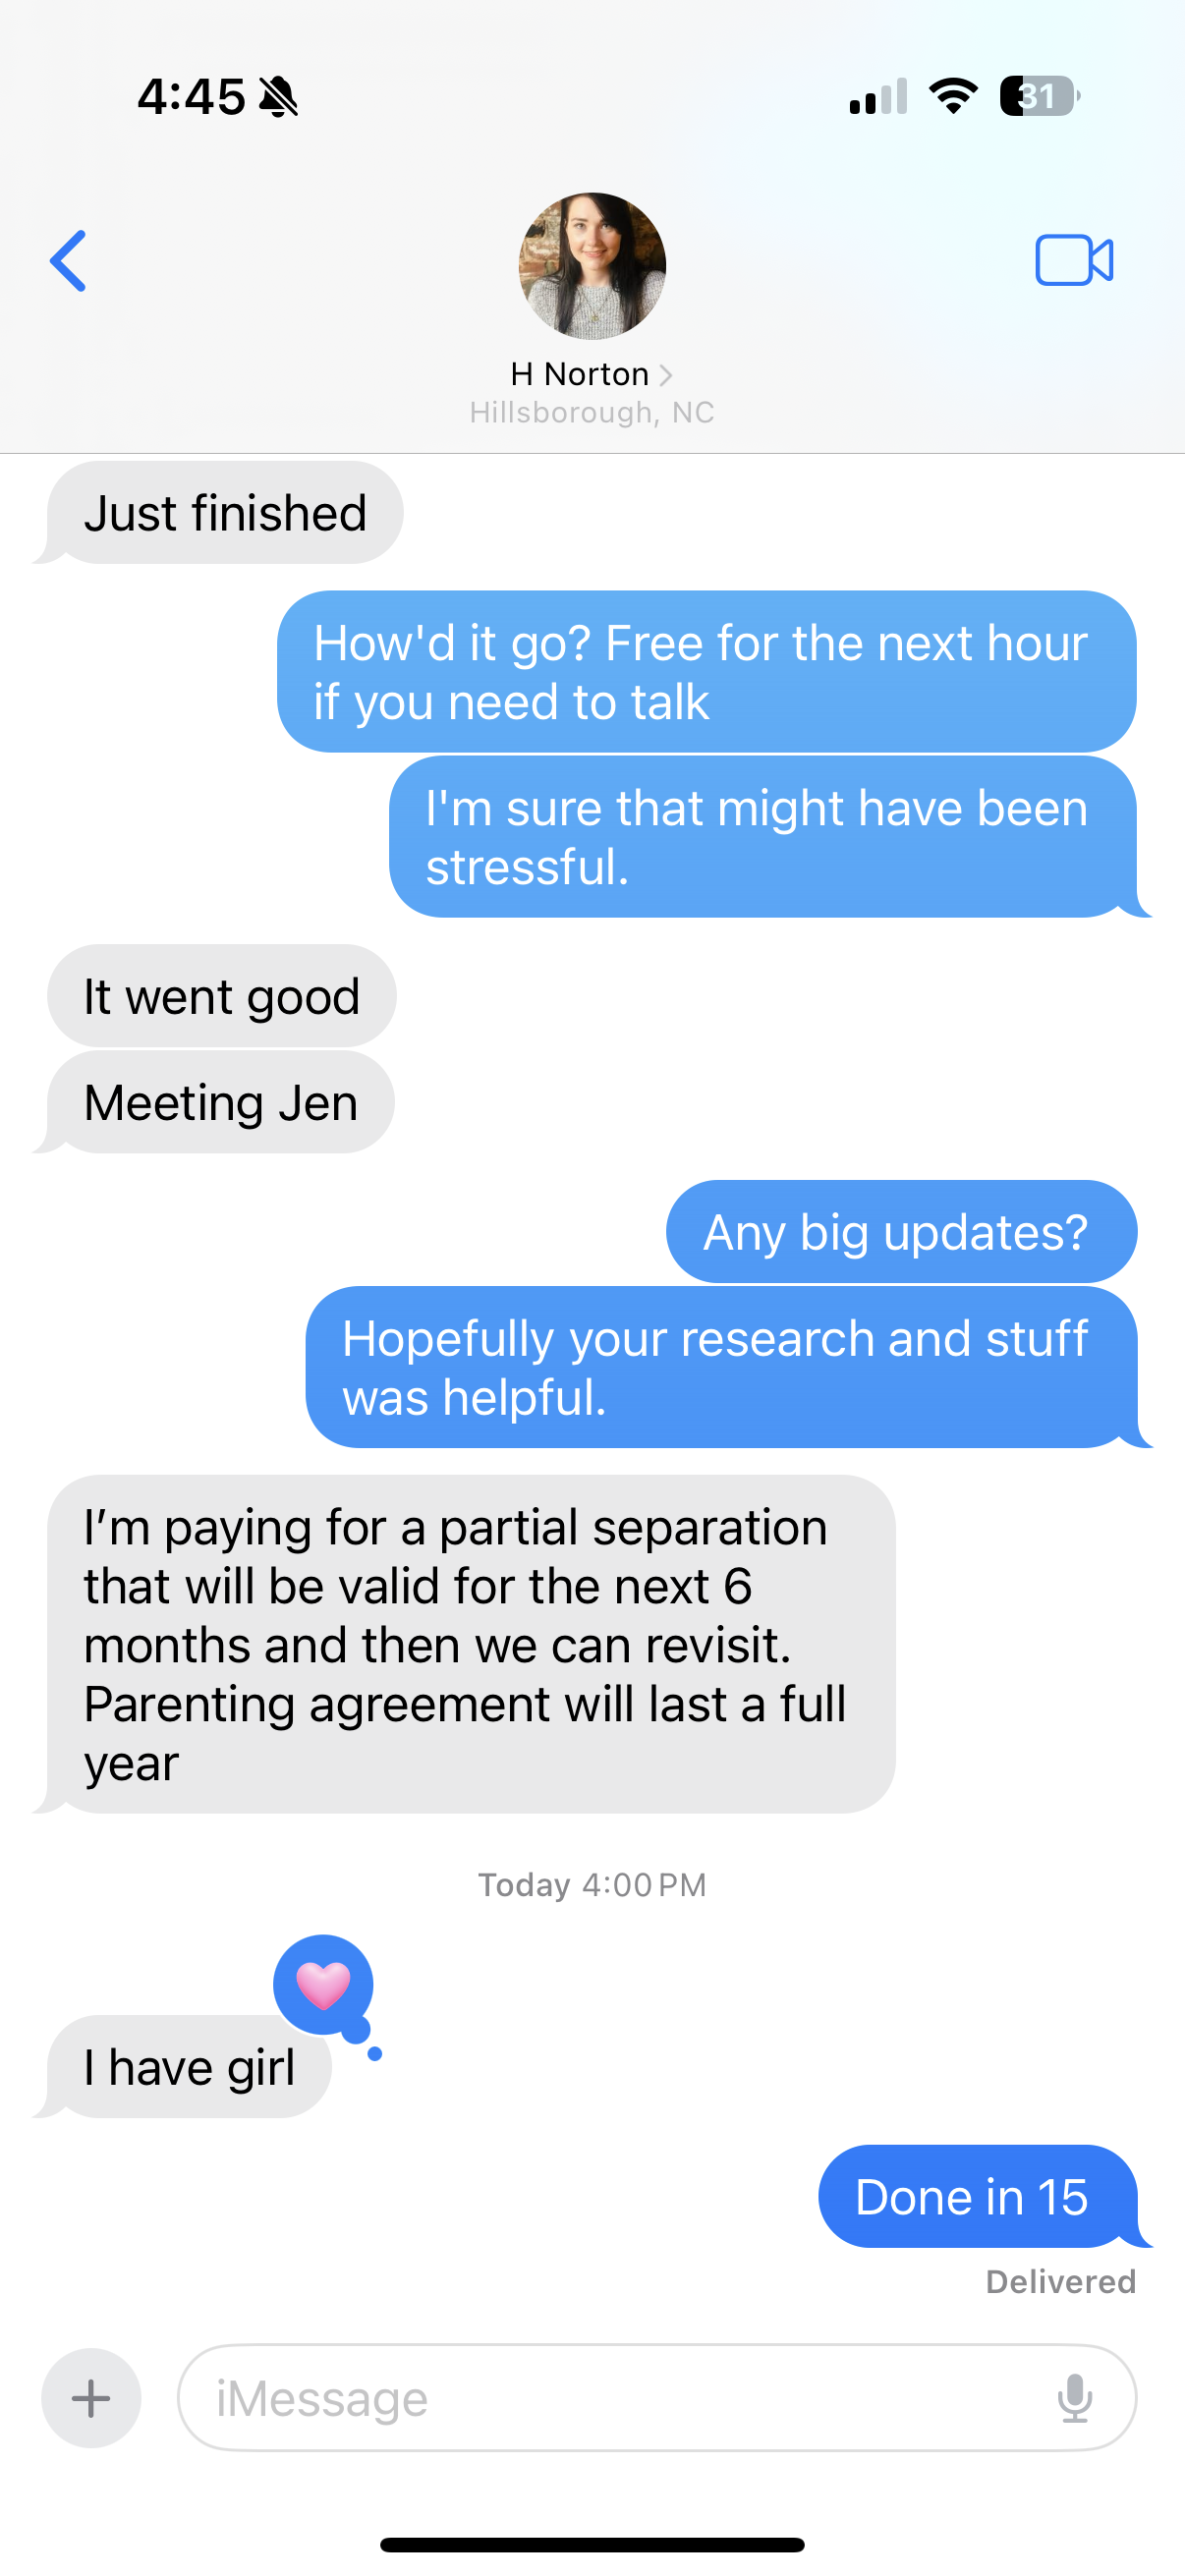 4:45
31
H Norton
Hillsborough, NC
Just finished
How'd it go? Free for the next hour
if you need to talk
I'm sure that might have been
stressful.
It went good
Meeting Jen
Any big updates?
Hopefully your research and stuff
was helpful.
I’m paying for a partial separation
that will be valid for the next 6
months and then we can revisit.
Parenting agreement will last a full
year
Today 4:00 PM
I have girl
Done in 15
Delivered
iMessage